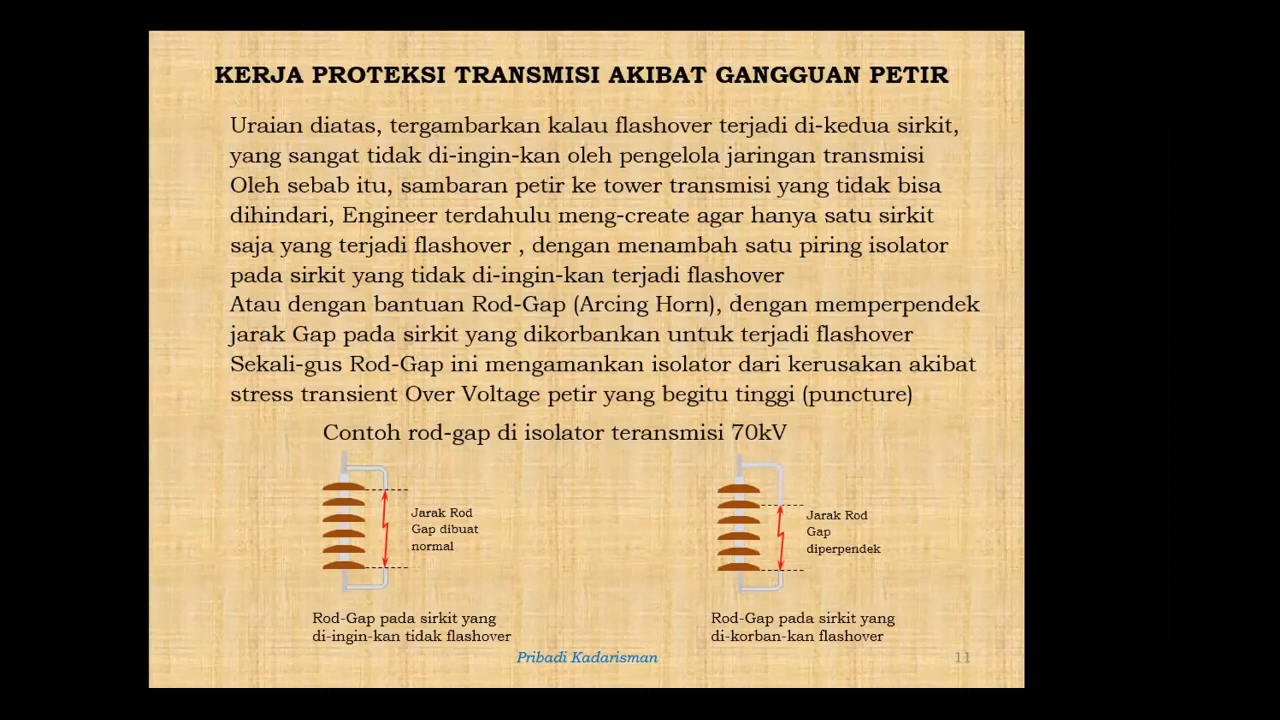 KERJA PROTEKSI TRANSMISI AKIBAT GANGGUAN PETIR
Uraian diatas, tergambarkan kalau flashover terjadi di-kedua sirkit,
yang sangat tidak di-ingin-kan oleh pengelola jaringan transmisi
Oleh sebab itu, sambaran petir ke tower transmisi yang tidak bisa
dihindari, Engineer terdahulu meng-create agar hanya satu sirkit
saja yang terjadi flashover , dengan menambah satu piring isolator
pada sirkit yang tidak di-ingin-kan terjadi flashover
Atau dengan bantuan Rod-Gap (Arcing Horn), dengan memperpendek
jarak Gap pada sirkit yang dikorbankan untuk terjadi flashover
Sekali-gus Rod-Gap ini mengamankan isolator dari kerusakan akibat
stress transient Over Voltage petir yang begitu tinggi (puncture)
Contoh rod-gap di isolator teransmisi 70kV
Jarak Rod
Gap dibuat
normal
Rod-Gap pada sirkit yang
di-ingin-kan tidak flashover
Jarak Rod
Gap
diperpendek
Rod-Gap pada sirkit yang
di-korban-kan flashover
Pribadi Kadarisman
11